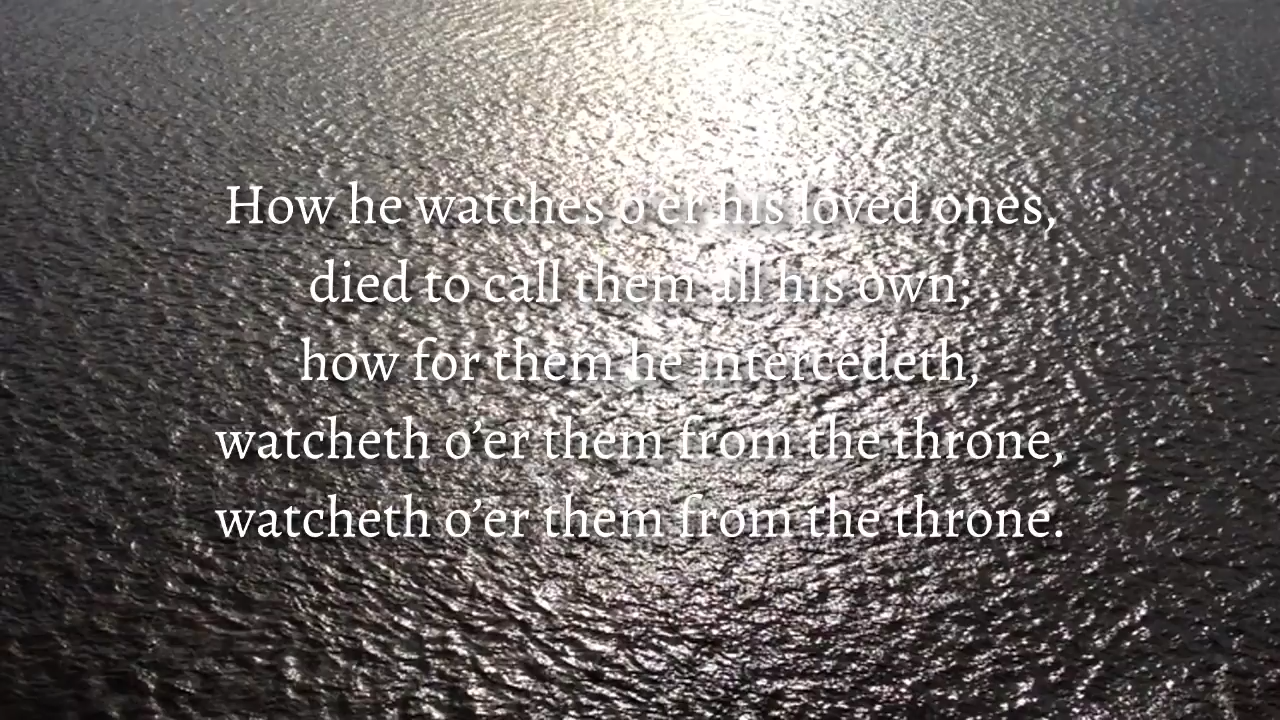 How he watches o’er his loved ones,
died to call them all his own;
how for them he intercedeth,
watcheth o’er them from the throne,
watcheth o’er them from the throne.